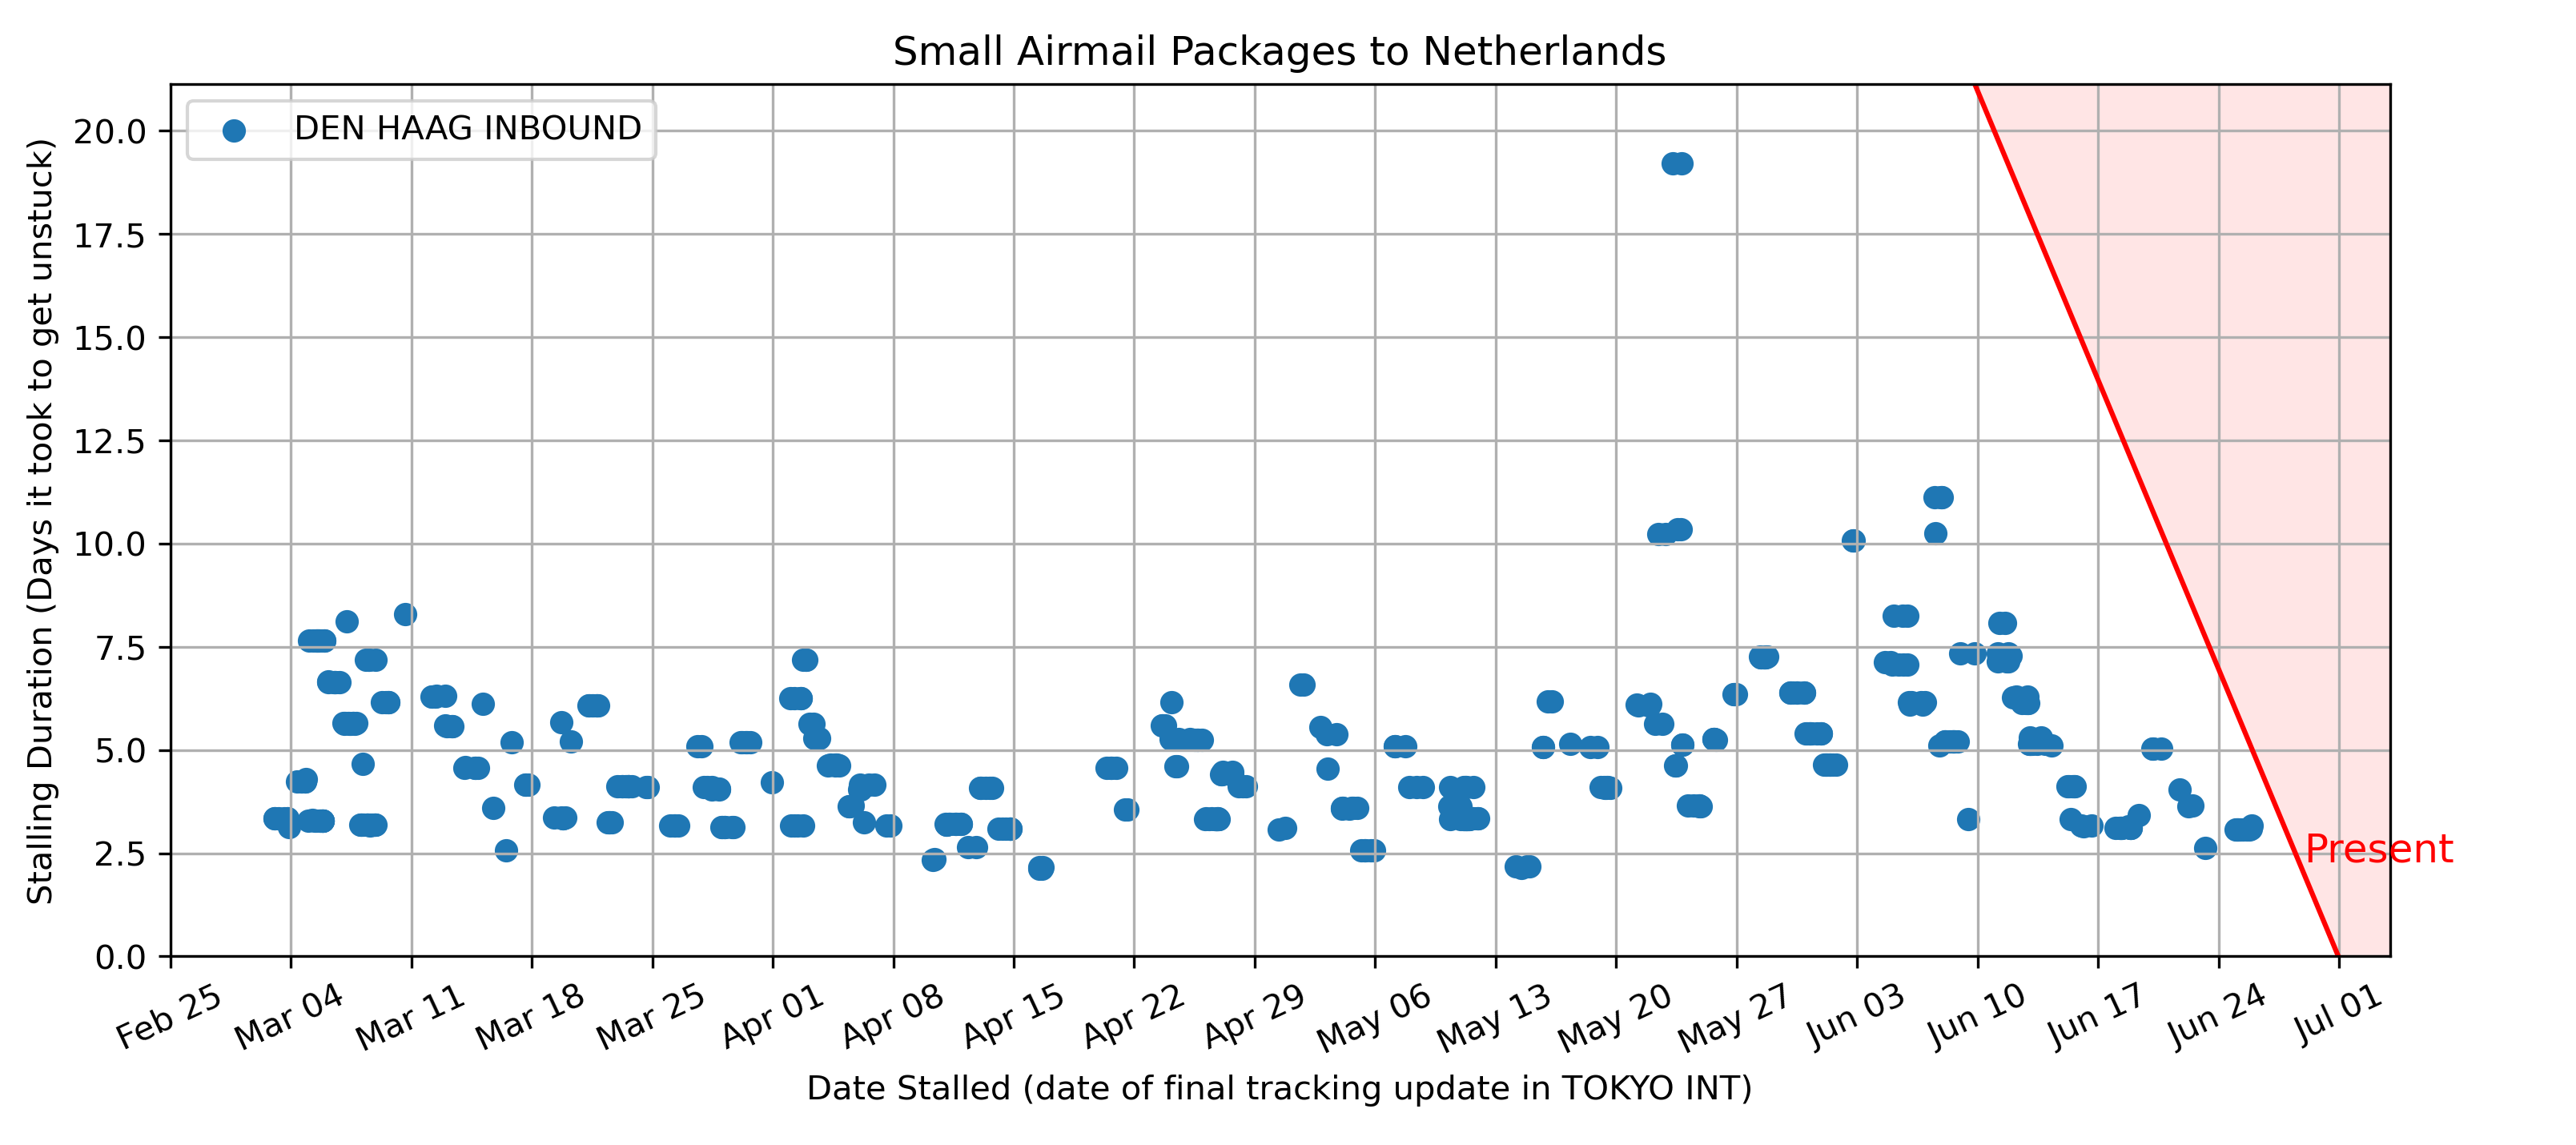 Small Airmail Packages to Netherlands
DEN HAAG INBOUND
Stalling Duration (Days it took to get unstuck)
20.0
17.5
15.0
12.5
10.0
7.5
5.0
2.5
0.0
Present
Feb 25
Mar 04
Mar 11
Mar 18
Mar 25
Apr 01
Apr 08
Apr 15
Apr 22
Apr 29
May 06
May 13
May 20
May 27
Jun 03
Jun 10
Jun 17
Jun 24
Jul 01
Date Stalled (date of final tracking update in TOKYO INT)